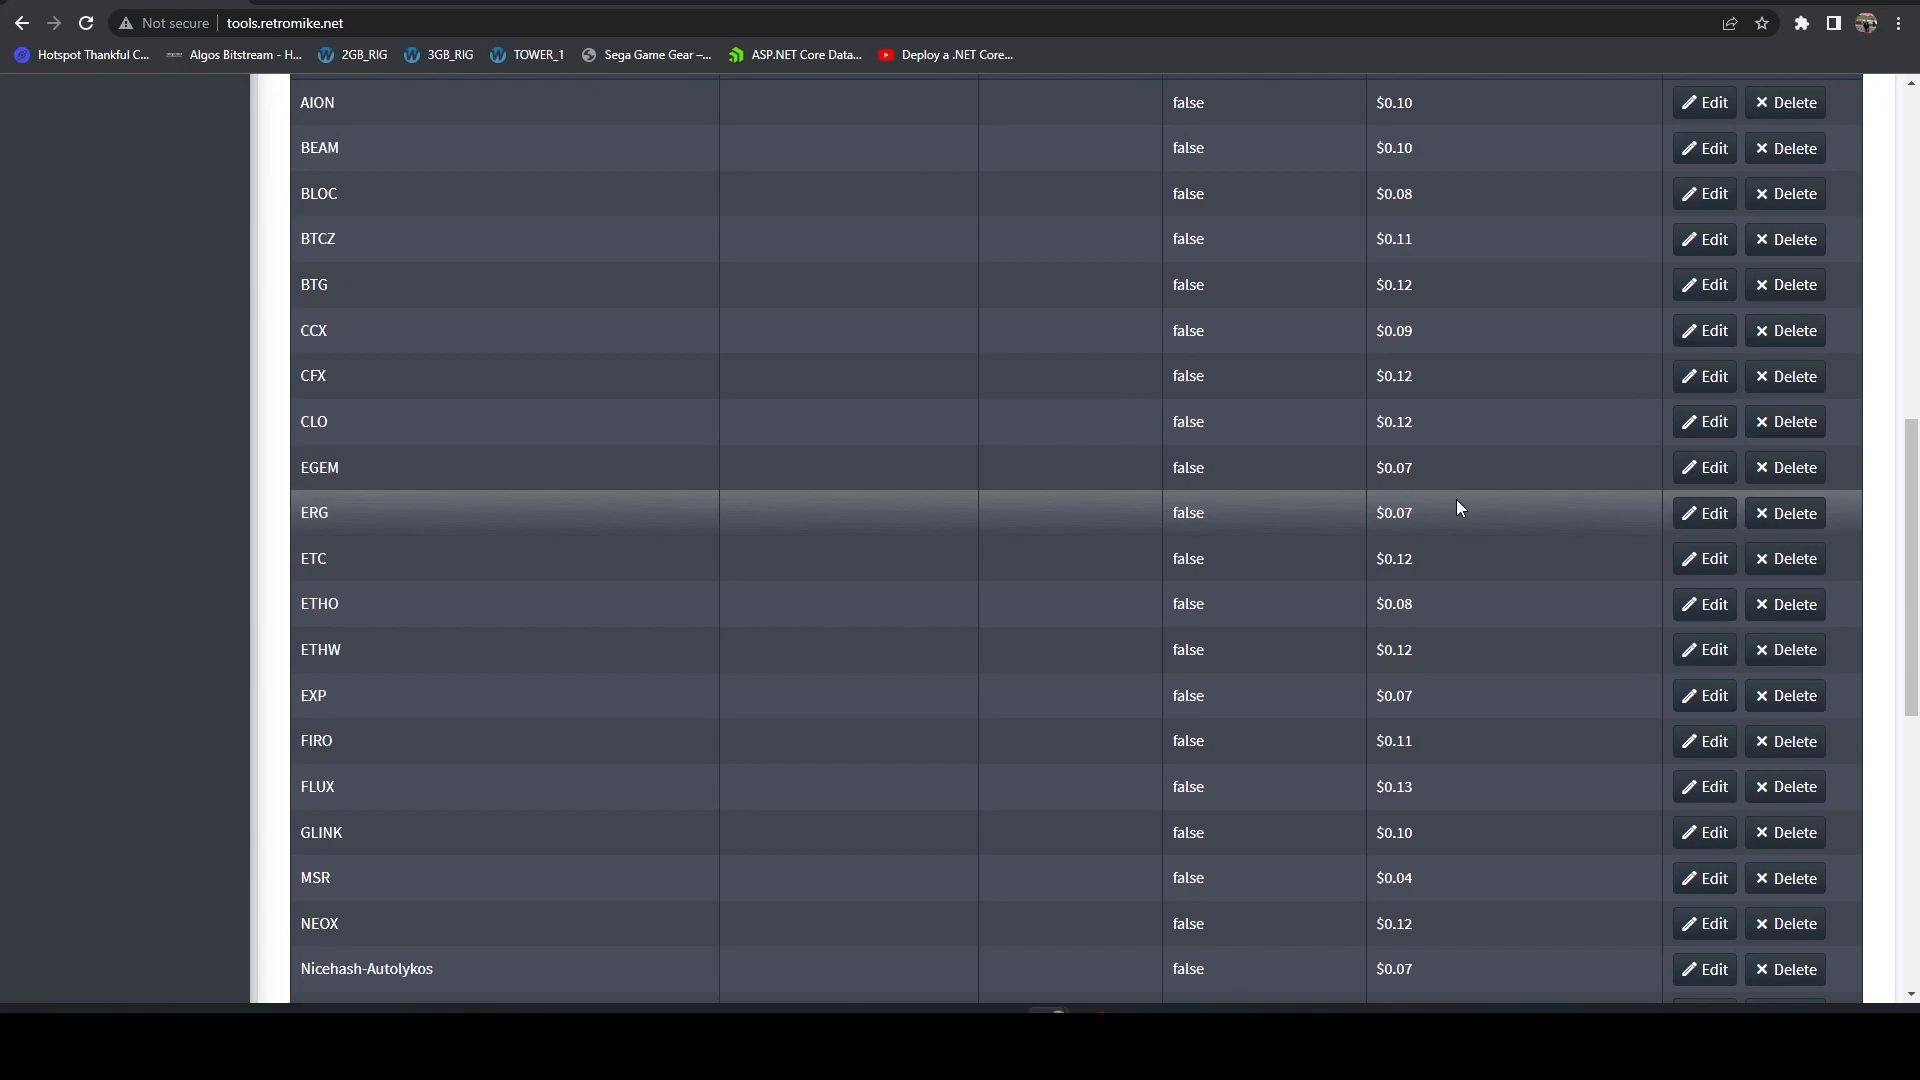 Not secure tools.retromike.net
Hotspot Thankful C... Algos Bitstream - H... 2GB_RIG 3GB_RIG TOWER_1 Sega Game Gear –... ASP.NET Core Data... Deploy a .NET Core...
AION false $0.10 Edit Delete
BEAM false $0.10 Edit Delete
BLOC false $0.08 Edit Delete
BTCZ false $0.11 Edit Delete
BTG false $0.12 Edit Delete
CCX false $0.09 Edit Delete
CFX false $0.12 Edit Delete
CLO false $0.12 Edit Delete
EGEM false $0.07 Edit Delete
ERG false $0.07 Edit Delete
ETC false $0.12 Edit Delete
ETHO false $0.08 Edit Delete
ETHW false $0.12 Edit Delete
EXP false $0.07 Edit Delete
FIRO false $0.11 Edit Delete
FLUX false $0.13 Edit Delete
GLINK false $0.10 Edit Delete
MSR false $0.04 Edit Delete
NEOX false $0.12 Edit Delete
Nicehash-Autolykos false $0.07 Edit Delete